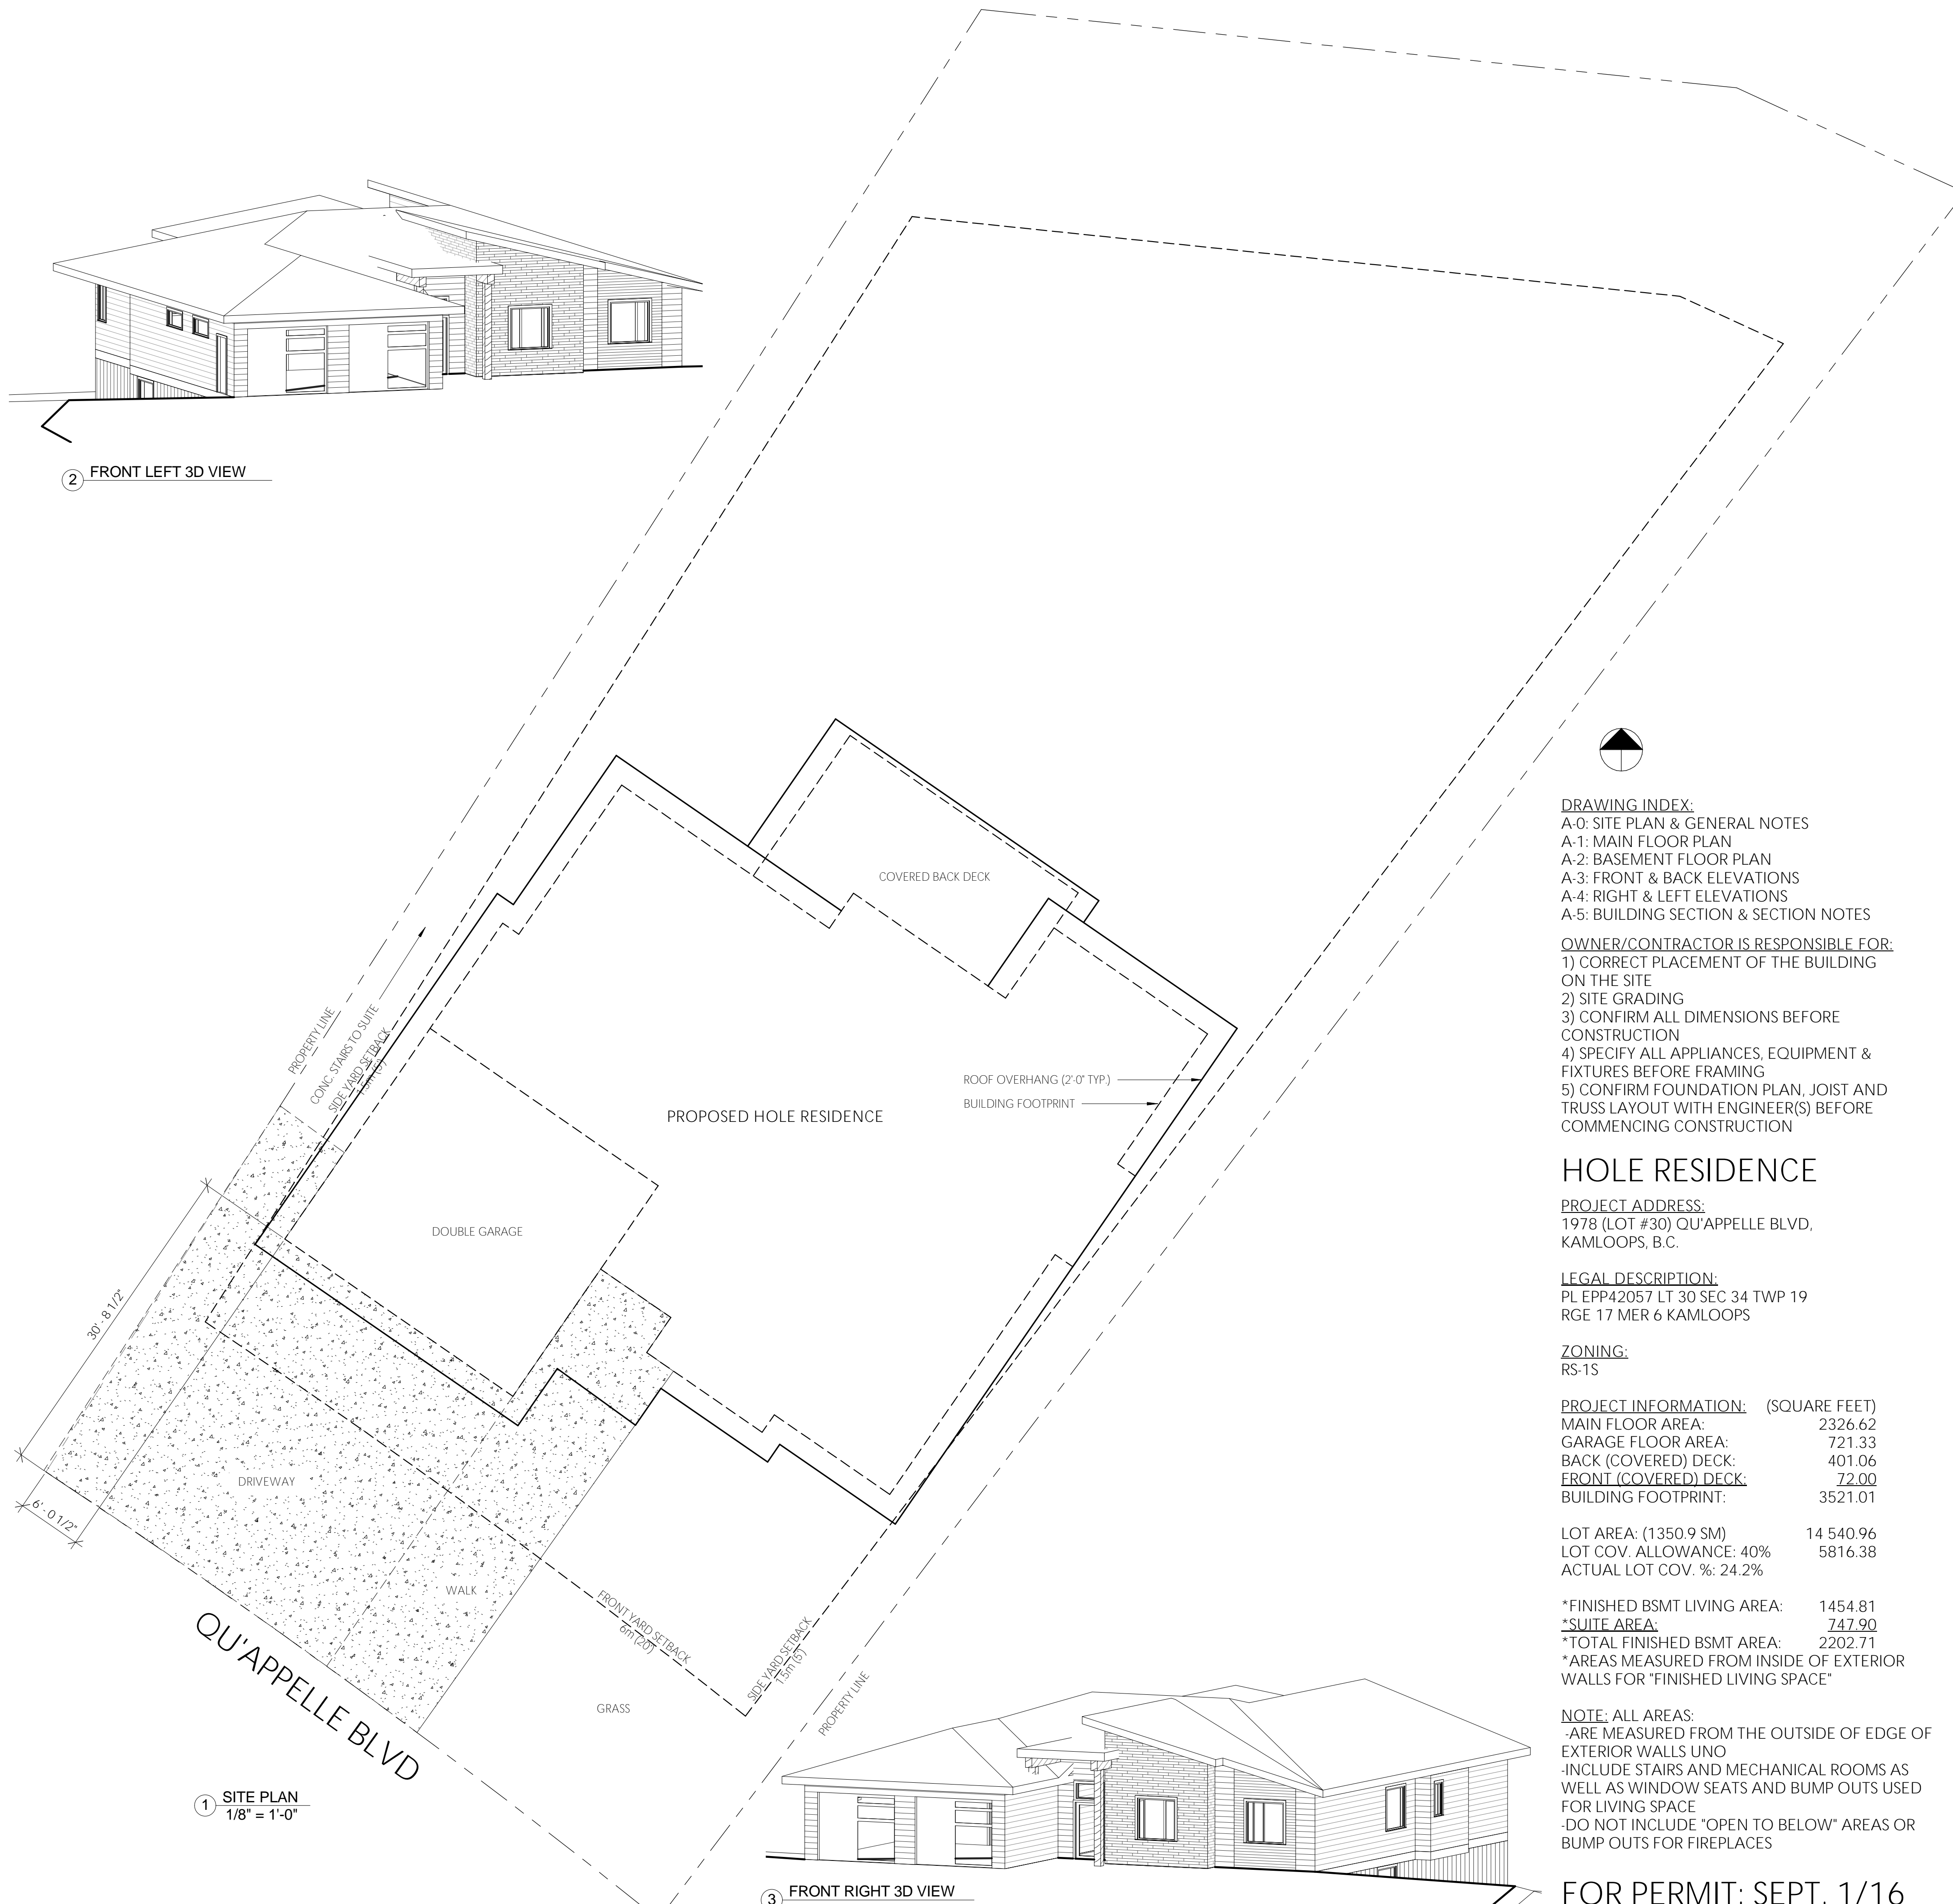 2 FRONT LEFT 3D VIEW
COVERED BACK DECK
PROPERTY LINE
CONC. STAIRS TO SUITE
SIDE YARD SETBACK
1.5m (5')
ROOF OVERHANG (2'-0" TYP.)
BUILDING FOOTPRINT
PROPOSED HOLE RESIDENCE
DOUBLE GARAGE
30' - 8 1/2"
6' - 0 1/2"
DRIVEWAY
WALK
FRONT YARD SETBACK
6m (20')
SIDE YARD SETBACK
1.5m (5')
PROPERTY LINE
GRASS
QU'APPELLE BLVD
1 SITE PLAN
1/8" = 1'-0"
3 FRONT RIGHT 3D VIEW
DRAWING INDEX:
A-0: SITE PLAN & GENERAL NOTES
A-1: MAIN FLOOR PLAN
A-2: BASEMENT FLOOR PLAN
A-3: FRONT & BACK ELEVATIONS
A-4: RIGHT & LEFT ELEVATIONS
A-5: BUILDING SECTION & SECTION NOTES
OWNER/CONTRACTOR IS RESPONSIBLE FOR:
1) CORRECT PLACEMENT OF THE BUILDING
ON THE SITE
2) SITE GRADING
3) CONFIRM ALL DIMENSIONS BEFORE
CONSTRUCTION
4) SPECIFY ALL APPLIANCES, EQUIPMENT &
FIXTURES BEFORE FRAMING
5) CONFIRM FOUNDATION PLAN, JOIST AND
TRUSS LAYOUT WITH ENGINEER(S) BEFORE
COMMENCING CONSTRUCTION
HOLE RESIDENCE
PROJECT ADDRESS:
1978 (LOT #30) QU'APPELLE BLVD,
KAMLOOPS, B.C.
LEGAL DESCRIPTION:
PL EPP42057 LT 30 SEC 34 TWP 19
RGE 17 MER 6 KAMLOOPS
ZONING:
RS-1S
PROJECT INFORMATION: (SQUARE FEET)
MAIN FLOOR AREA: 2326.62
GARAGE FLOOR AREA: 721.33
BACK (COVERED) DECK: 401.06
FRONT (COVERED) DECK: 72.00
BUILDING FOOTPRINT: 3521.01
LOT AREA: (1350.9 SM) 14 540.96
LOT COV. ALLOWANCE: 40% 5816.38
ACTUAL LOT COV. %: 24.2%
*FINISHED BSMT LIVING AREA: 1454.81
*SUITE AREA: 747.90
*TOTAL FINISHED BSMT AREA: 2202.71
*AREAS MEASURED FROM INSIDE OF EXTERIOR
WALLS FOR "FINISHED LIVING SPACE"
NOTE: ALL AREAS:
-ARE MEASURED FROM THE OUTSIDE OF EDGE OF
EXTERIOR WALLS UNO
-INCLUDE STAIRS AND MECHANICAL ROOMS AS
WELL AS WINDOW SEATS AND BUMP OUTS USED
FOR LIVING SPACE
-DO NOT INCLUDE "OPEN TO BELOW" AREAS OR
BUMP OUTS FOR FIREPLACES
FOR PERMIT: SEPT. 1/16